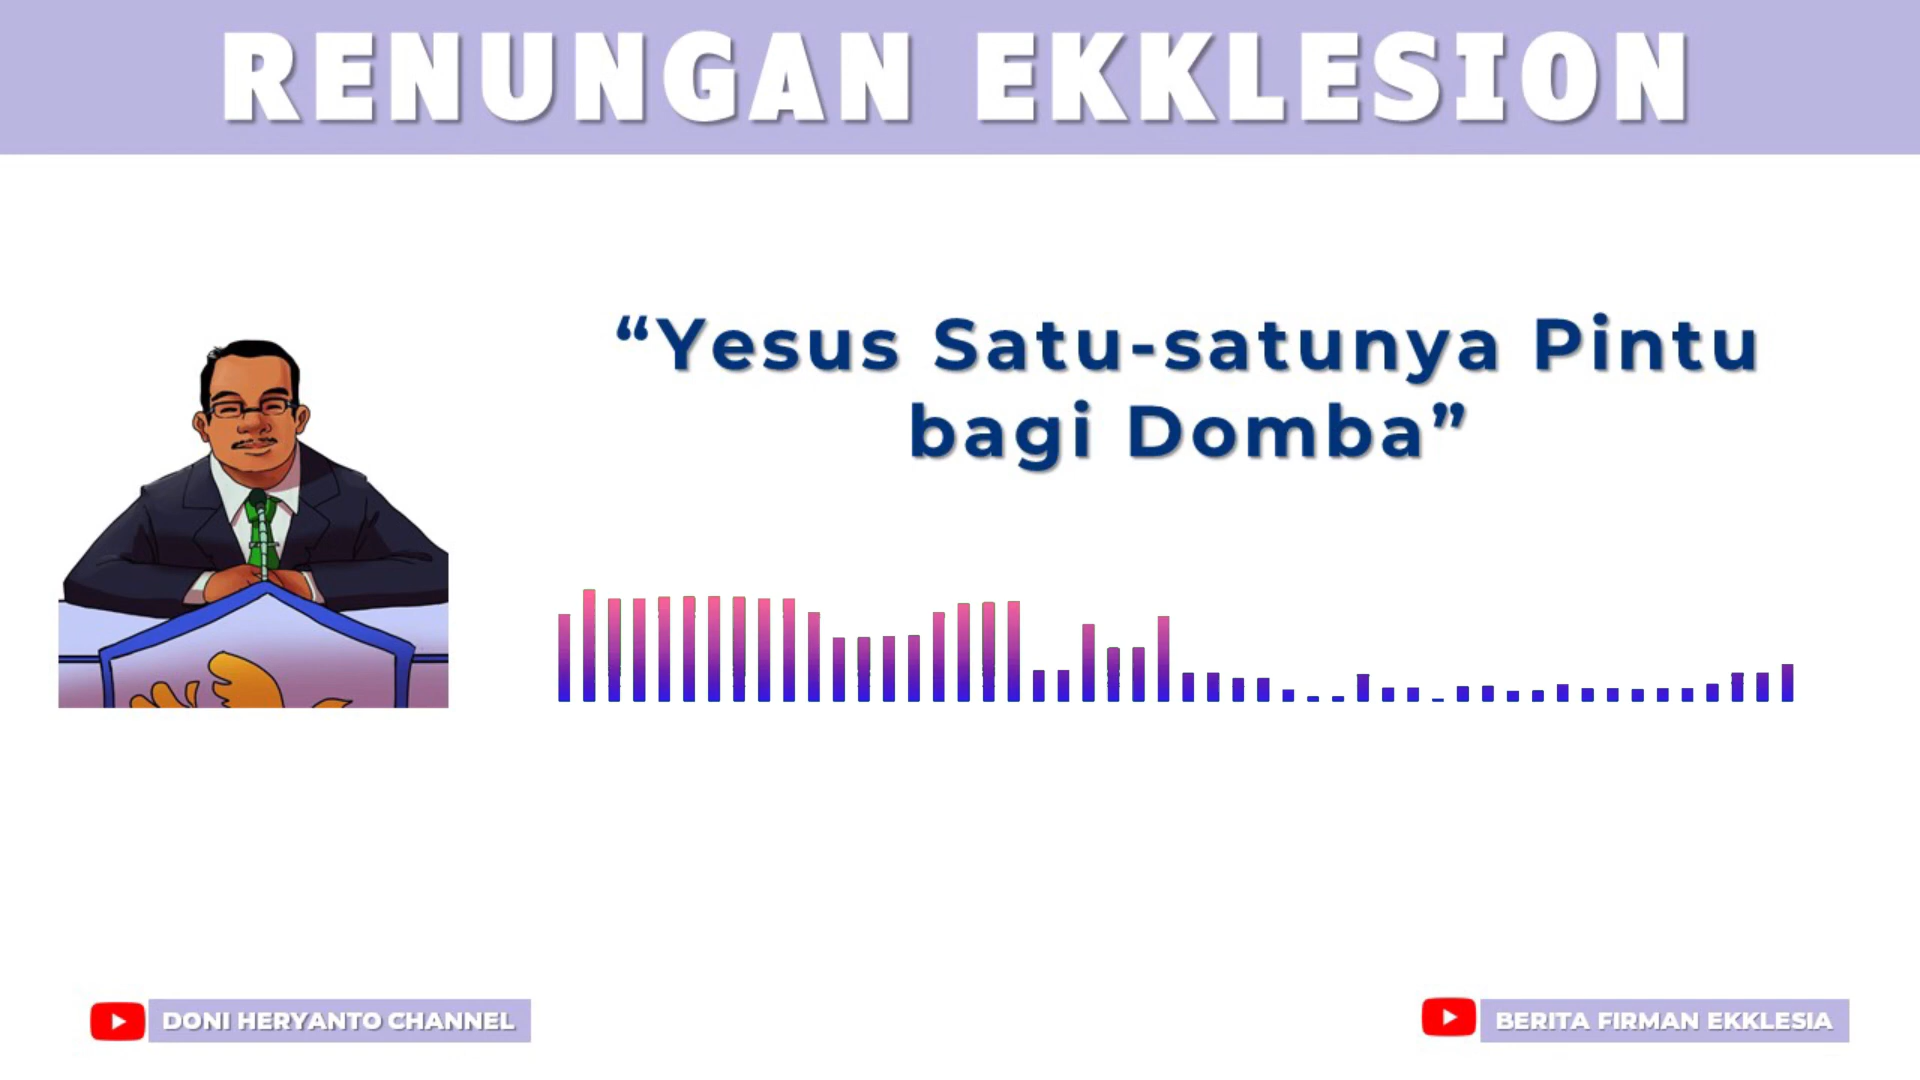 RENUNGAN EKKLESION
“Yesus Satu-satunya Pintu
bagi Domba”
DONI HERYANTO CHANNEL
BERITA FIRMAN EKKLESIA